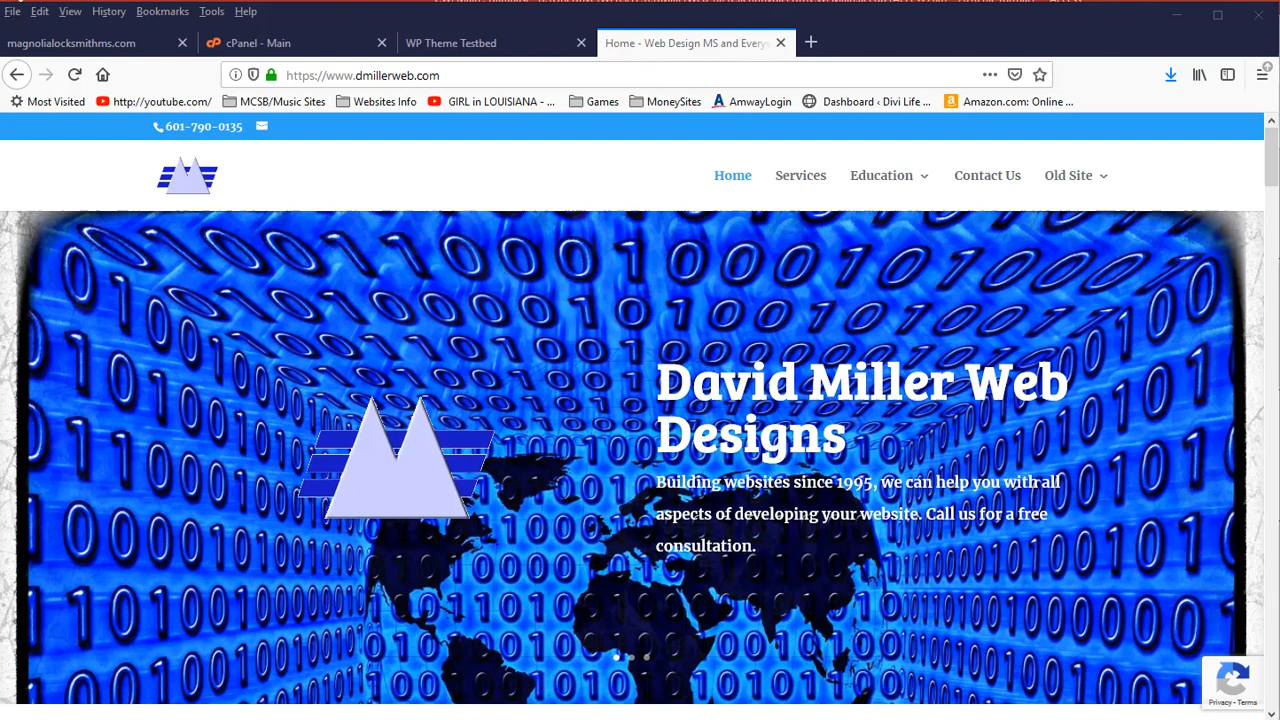 File Edit View History Bookmarks Tools Help
magnolialocksmithms.com cPanel - Main WP Theme Testbed Home - Web Design MS and Every
https://www.dmillerweb.com
Most Visited http://youtube.com/ MCSB/Music Sites Websites Info GIRL in LOUISIANA - ... Games MoneySites AmwayLogin Dashboard ‹ Divi Life ... Amazon.com: Online ...
601-790-0135
Home Services Education Contact Us Old Site
David Miller Web
Designs
Building websites since 1995, we can help you with all
aspects of developing your website. Call us for a free
consultation.
Privacy - Terms